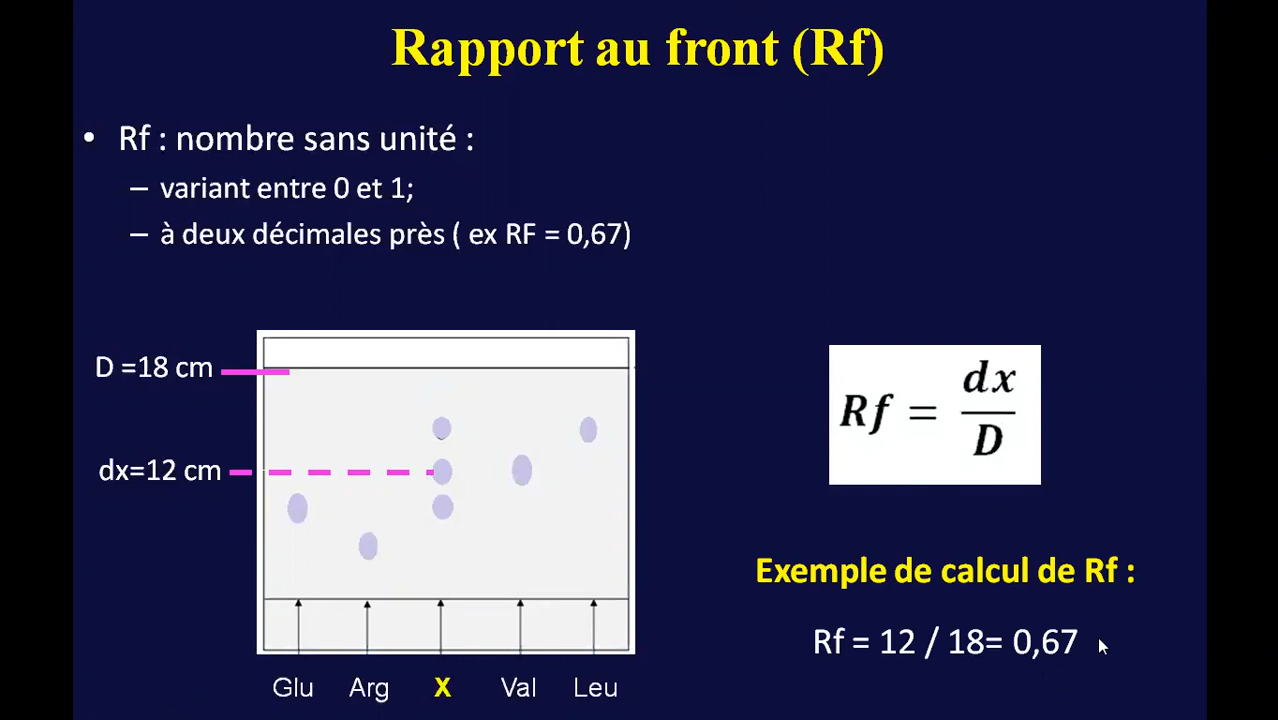 Rapport au front (Rf)
• Rf : nombre sans unité :
– variant entre 0 et 1;
– à deux décimales près ( ex RF = 0,67)
D =18 cm
dx=12 cm
Rf = dx
D
Exemple de calcul de Rf :
Rf = 12 / 18= 0,67
Glu Arg X Val Leu